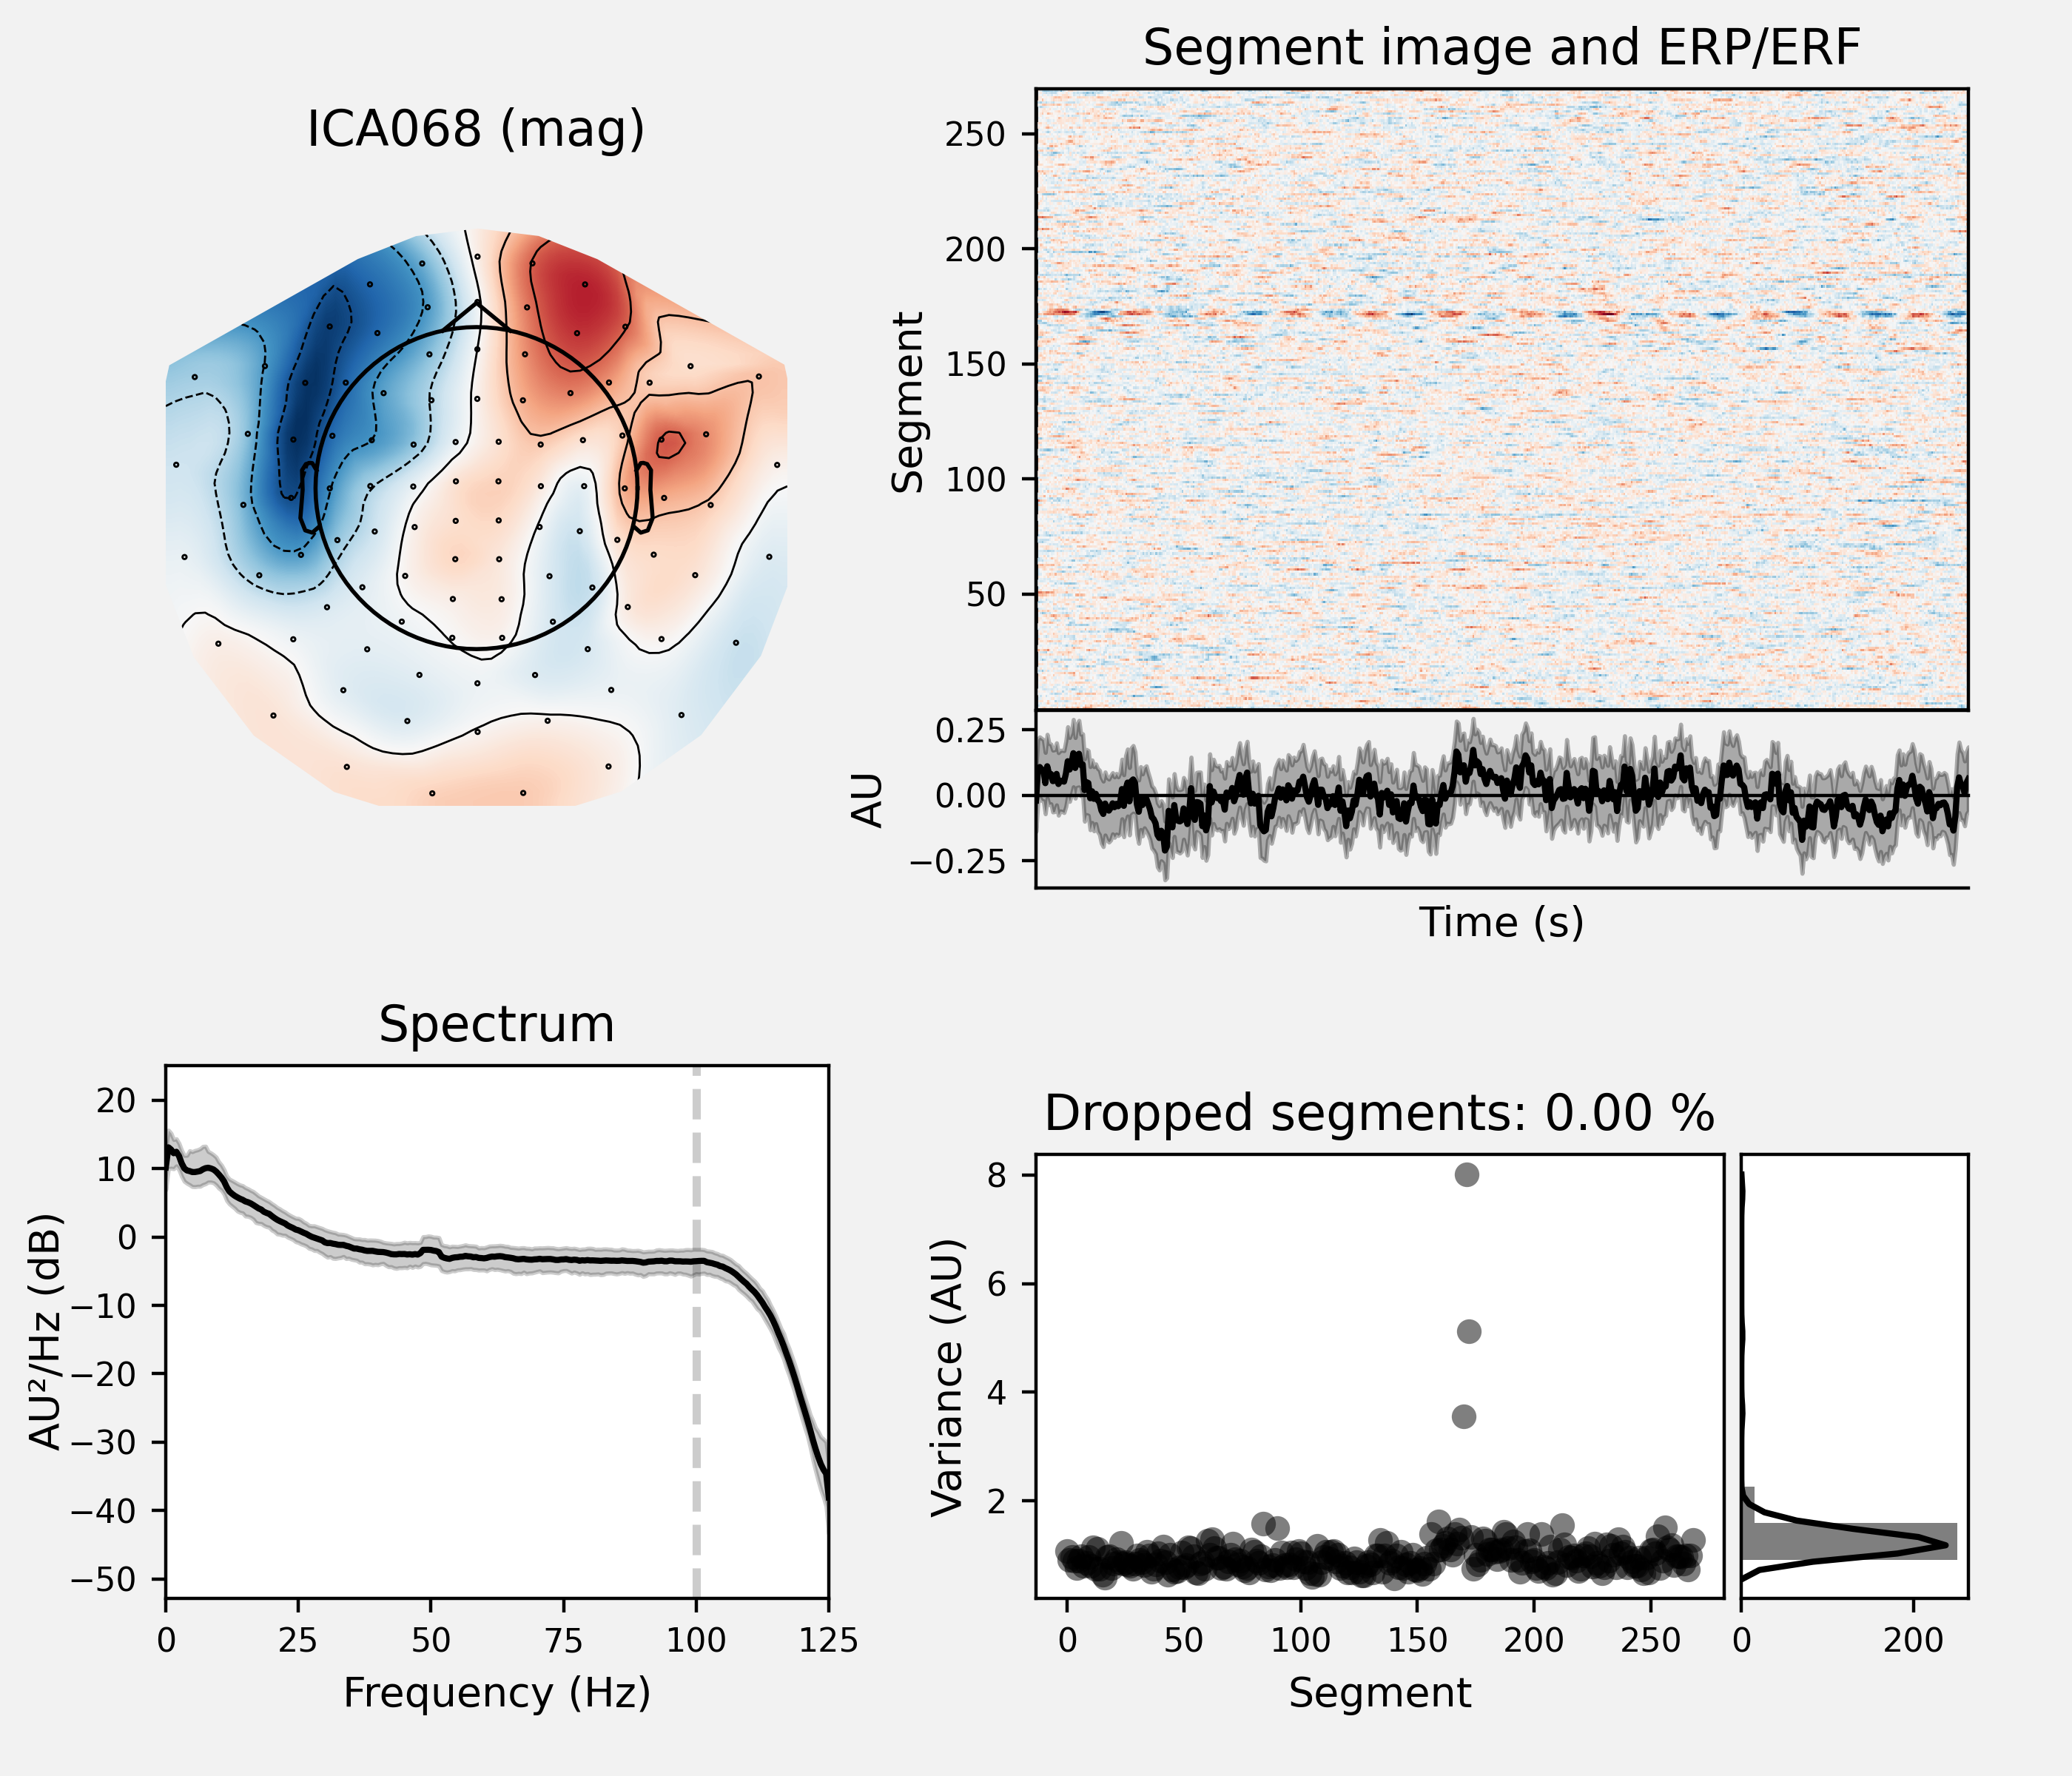 ICA068 (mag)
Segment image and ERP/ERF
Segment
250
200
150
100
50
AU
0.25
0.00
−0.25
Time (s)
Spectrum
AU²/Hz (dB)
20
10
0
−10
−20
−30
−40
−50
0 25 50 75 100 125
Frequency (Hz)
Dropped segments: 0.00 %
Variance (AU)
8
6
4
2
0 50 100 150 200 250
Segment
0 200